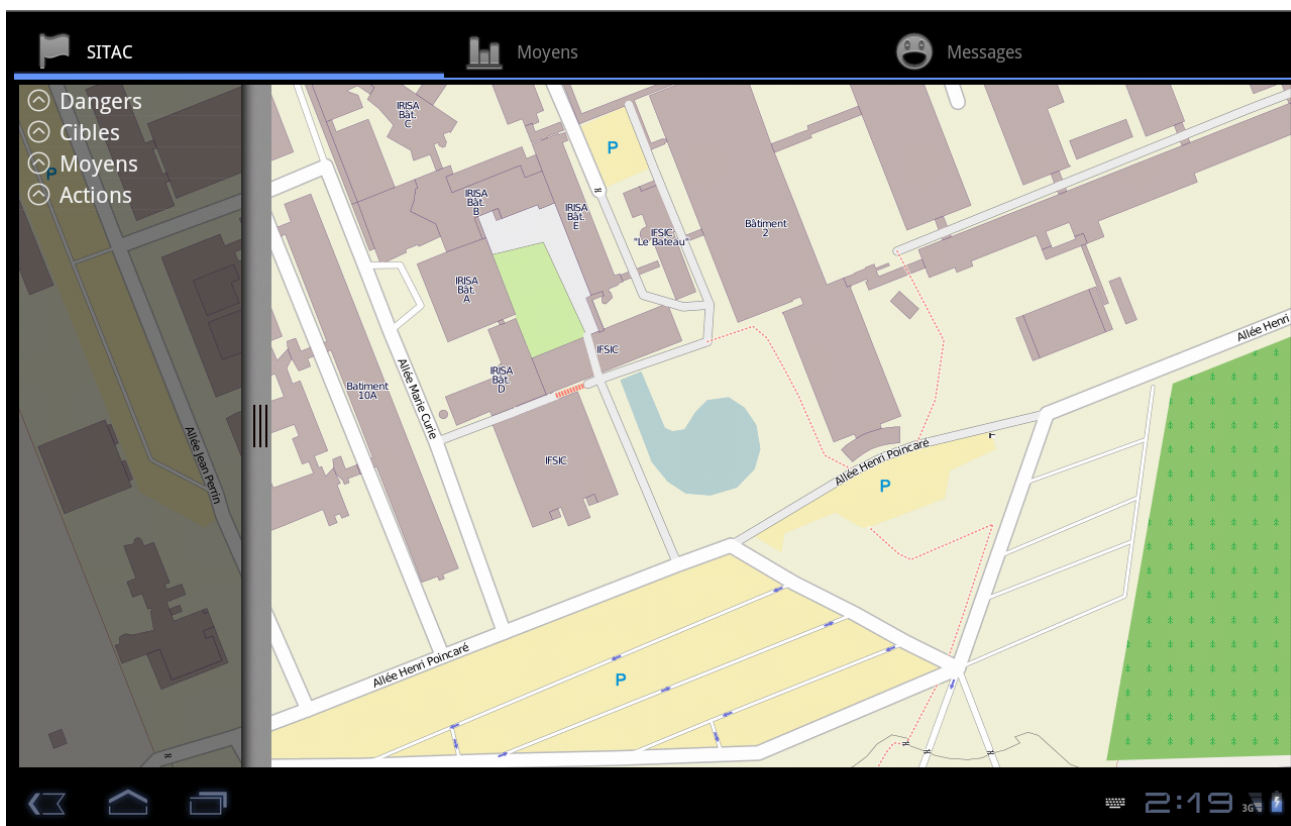 SITAC
Moyens
Messages
Dangers
Cibles
Moyens
Actions
P
IRISA
Bât.
C
P
IRISA
Bât.
B
IRISA
Bât.
E
IFSIC
"Le Bateau"
Bâtiment
2
IRISA
Bât.
A
Allée Henri
IFSIC
IRISA
Bât.
D
Batiment
10A
Allée Marie Curie
IFSIC
Allée Jean Perrin
Allée Henri Poincaré
P
Allée Henri Poincaré
P
2:19
3G